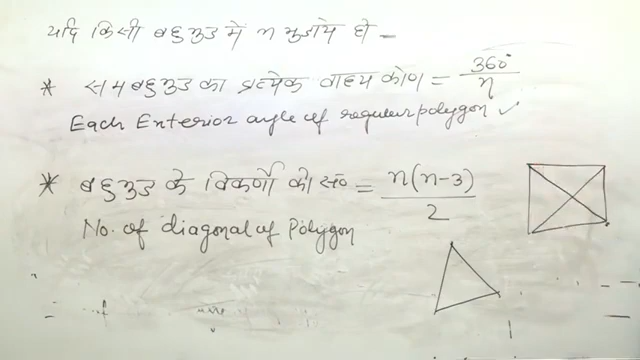 यदि किसी बहुभुज में n भुजायें हो –
* समबहुभुज का प्रत्येक वाह्य कोण = 360°/n
Each Exterior angle of regular polygon ✓
* बहुभुज के विकर्णों की सं० = n(n-3)/2
No. of diagonal of Polygon